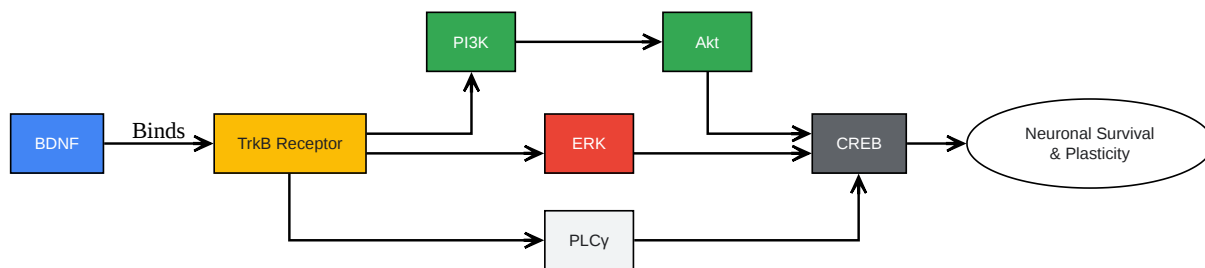 PI3K
Akt
BDNF
Binds
TrkB Receptor
ERK
CREB
Neuronal Survival
& Plasticity
PLCγ